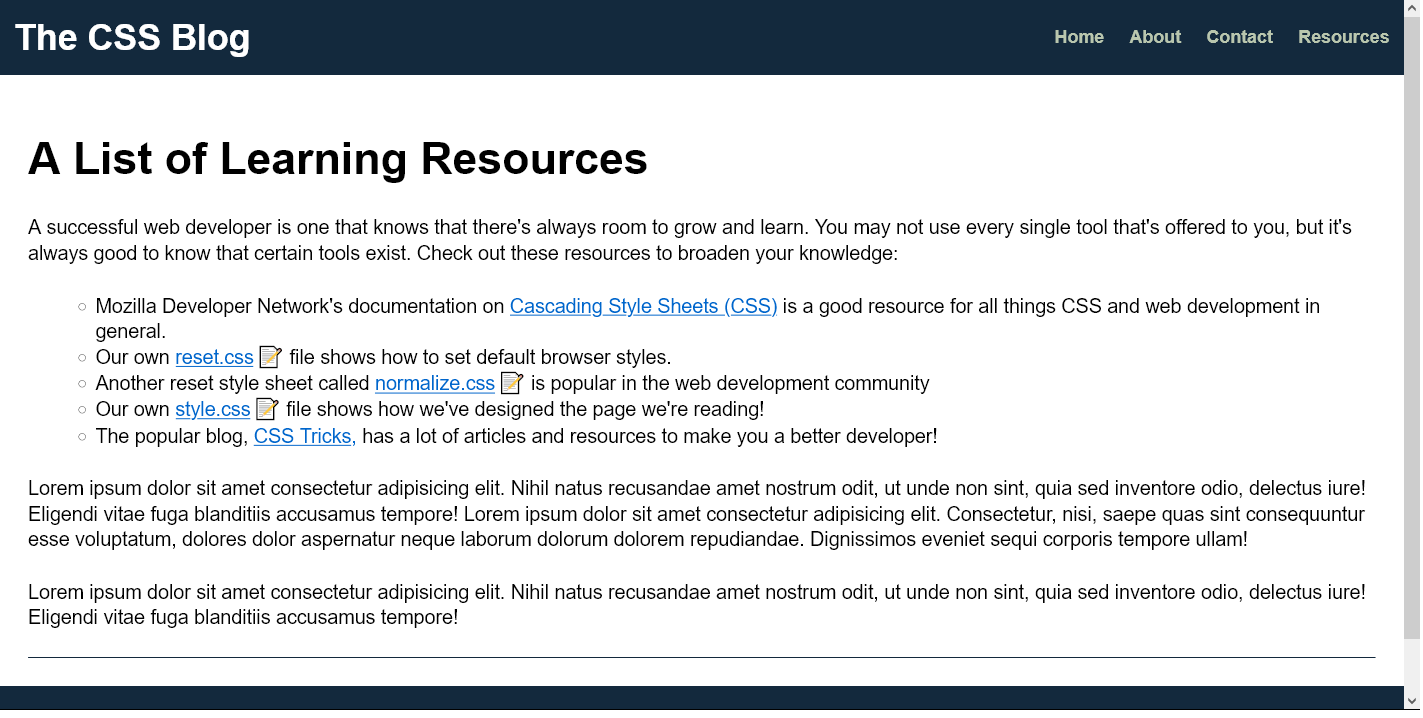 The CSS Blog
Home About Contact Resources
A List of Learning Resources
A successful web developer is one that knows that there's always room to grow and learn. You may not use every single tool that's offered to you, but it's
always good to know that certain tools exist. Check out these resources to broaden your knowledge:
Mozilla Developer Network's documentation on Cascading Style Sheets (CSS) is a good resource for all things CSS and web development in
general.
Our own reset.css 📝 file shows how to set default browser styles.
Another reset style sheet called normalize.css 📝 is popular in the web development community
Our own style.css 📝 file shows how we've designed the page we're reading!
The popular blog, CSS Tricks, has a lot of articles and resources to make you a better developer!
Lorem ipsum dolor sit amet consectetur adipisicing elit. Nihil natus recusandae amet nostrum odit, ut unde non sint, quia sed inventore odio, delectus iure!
Eligendi vitae fuga blanditiis accusamus tempore! Lorem ipsum dolor sit amet consectetur adipisicing elit. Consectetur, nisi, saepe quas sint consequuntur
esse voluptatum, dolores dolor aspernatur neque laborum dolorum dolorem repudiandae. Dignissimos eveniet sequi corporis tempore ullam!
Lorem ipsum dolor sit amet consectetur adipisicing elit. Nihil natus recusandae amet nostrum odit, ut unde non sint, quia sed inventore odio, delectus iure!
Eligendi vitae fuga blanditiis accusamus tempore!